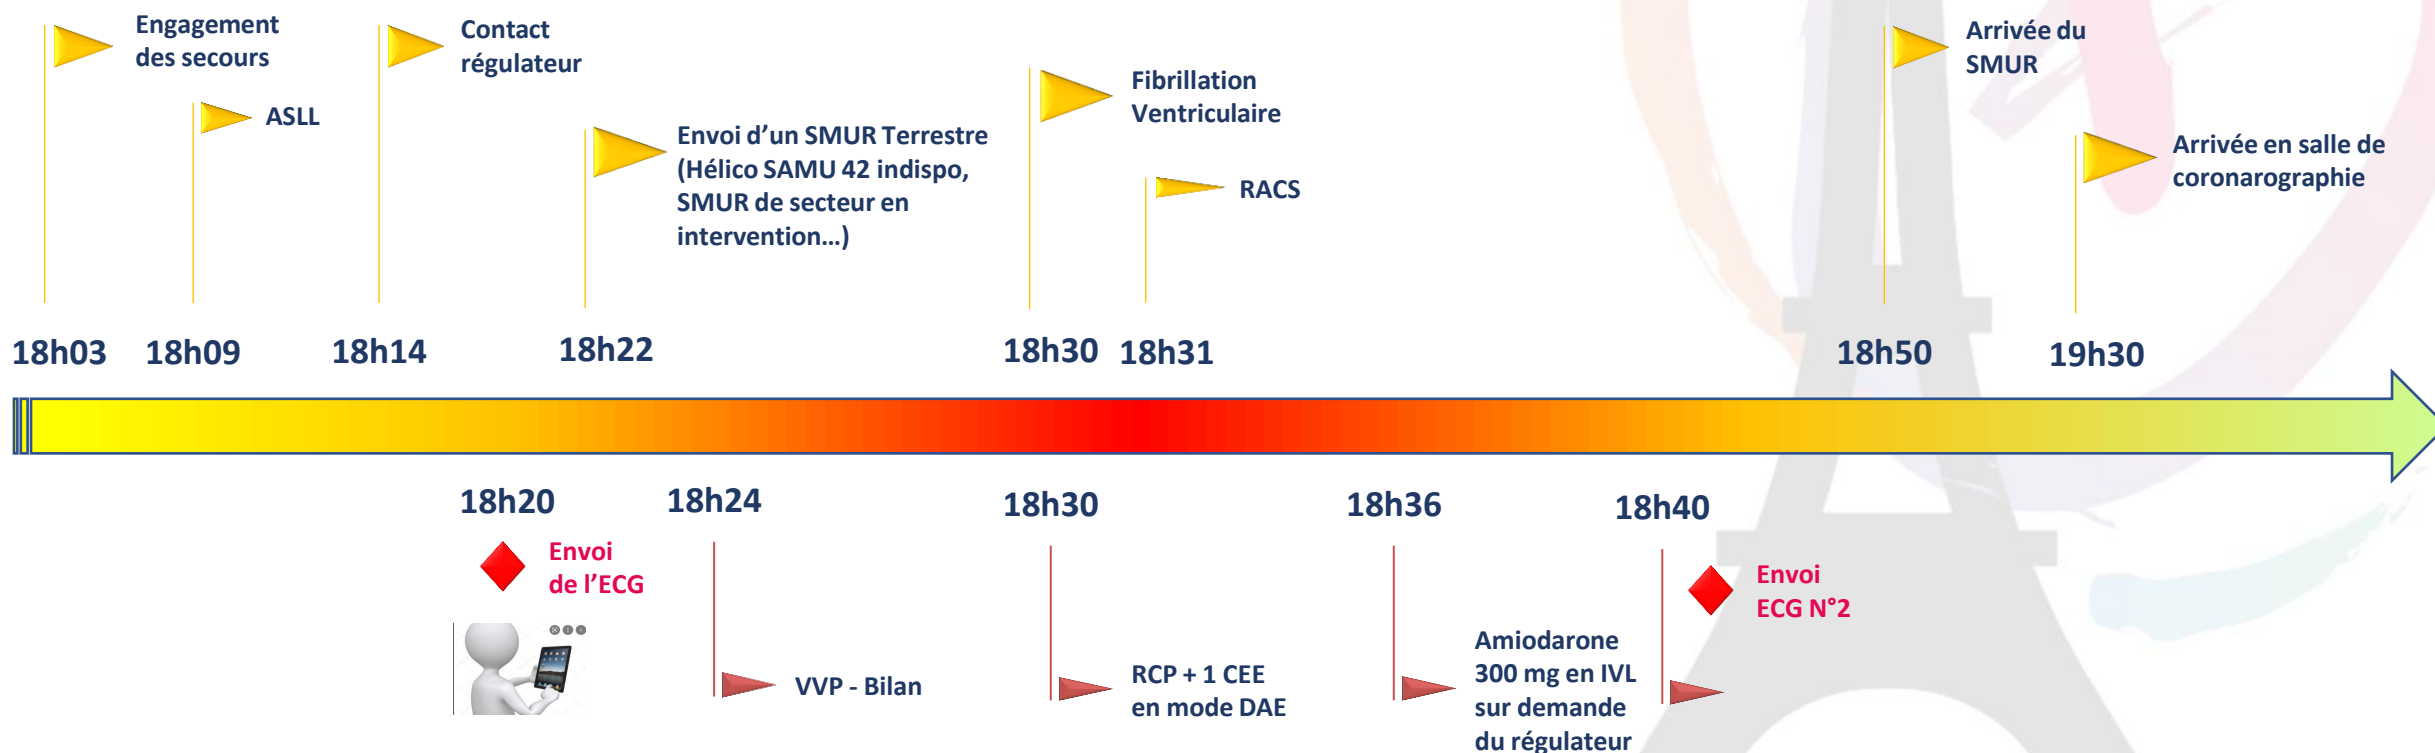 Engagement
des secours
ASLL
Contact
régulateur
Envoi d’un SMUR Terrestre
(Hélico SAMU 42 indispo,
SMUR de secteur en
intervention…)
Fibrillation
Ventriculaire
RACS
Arrivée du
SMUR
Arrivée en salle de
coronarographie
18h03
18h09
18h14
18h22
18h30
18h31
18h50
19h30
18h20
18h24
18h30
18h36
18h40
Envoi
de l’ECG
VVP - Bilan
RCP + 1 CEE
en mode DAE
Amiodarone
300 mg en IVL
sur demande
du régulateur
Envoi
ECG N°2